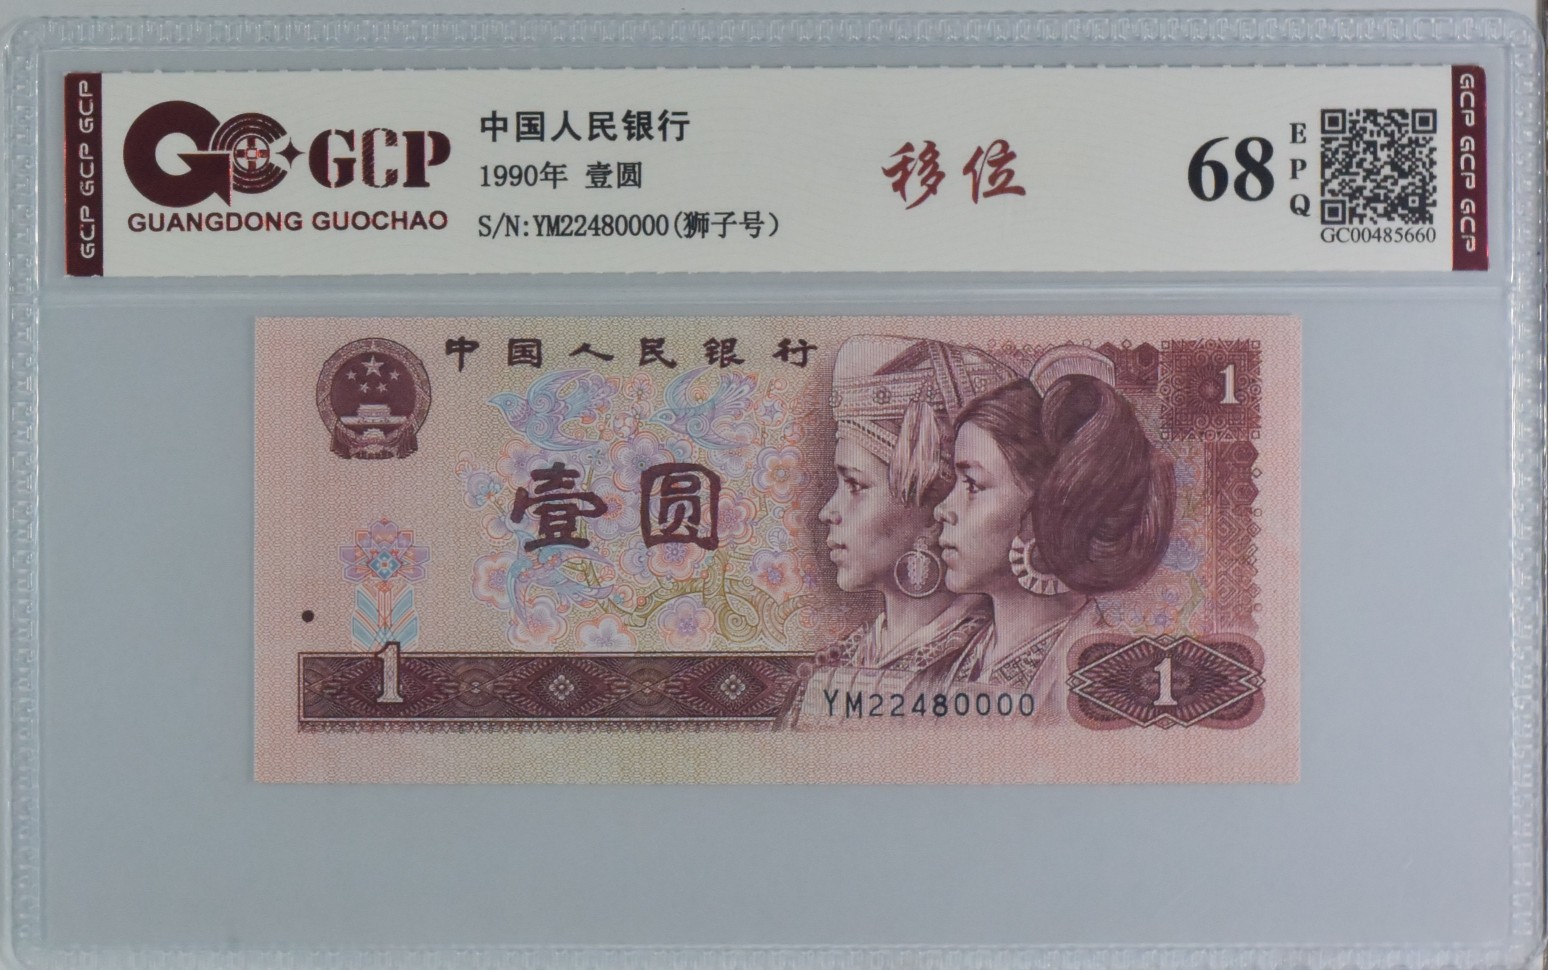 GCP GCP GCP
GCP
GUANGDONG GUOCHAO
中国人民银行
1990年 壹圆
S/N:YM22480000(狮子号)
移位
68
EPQ
GC00485660
GCP GCP GCP
中国人民银行
1
壹圆
1
YM22480000
1